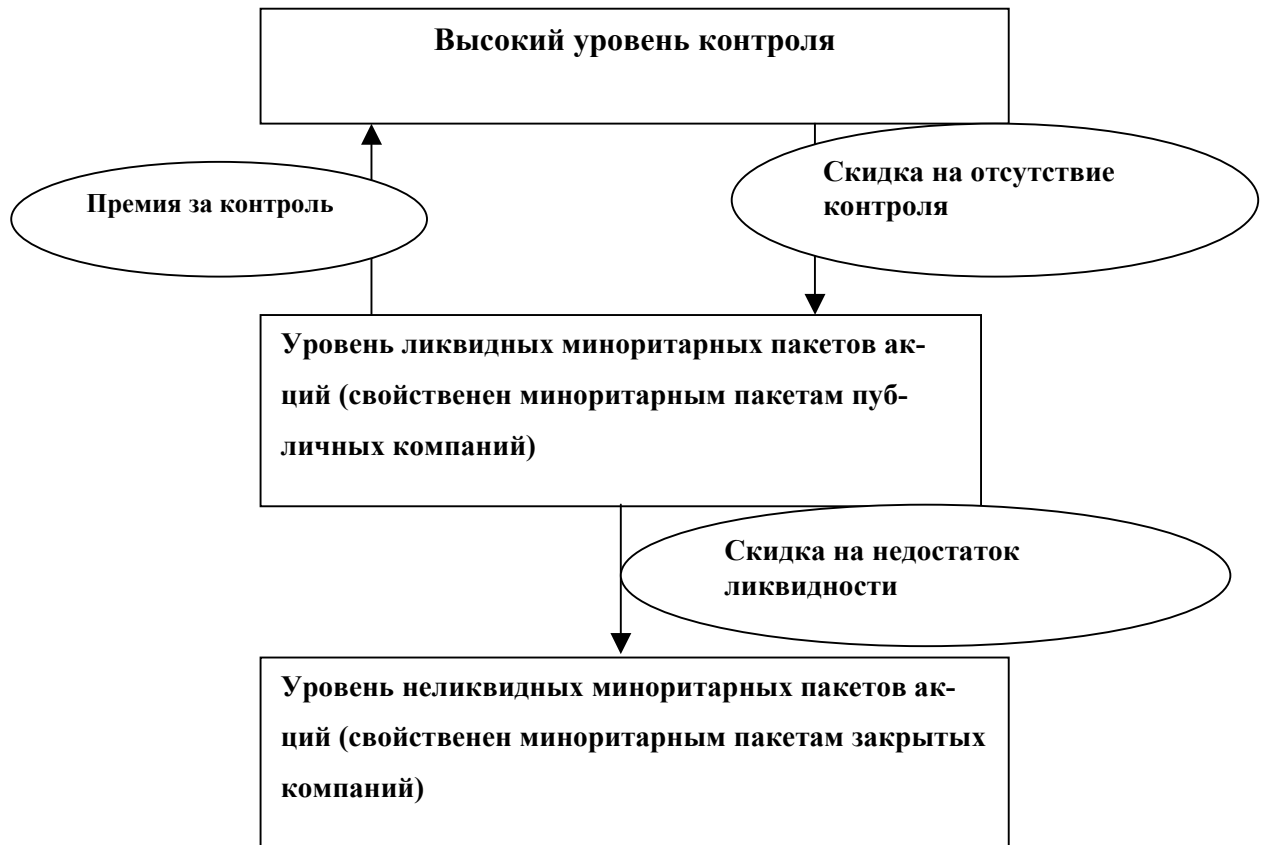 Высокий уровень контроля
Премия за контроль
Скидка на отсутствие
контроля
Уровень ликвидных миноритарных пакетов ак-
ций (свойственен миноритарным пакетам пуб-
личных компаний)
Скидка на недостаток
ликвидности
Уровень неликвидных миноритарных пакетов ак-
ций (свойственен миноритарным пакетам закрытых
компаний)